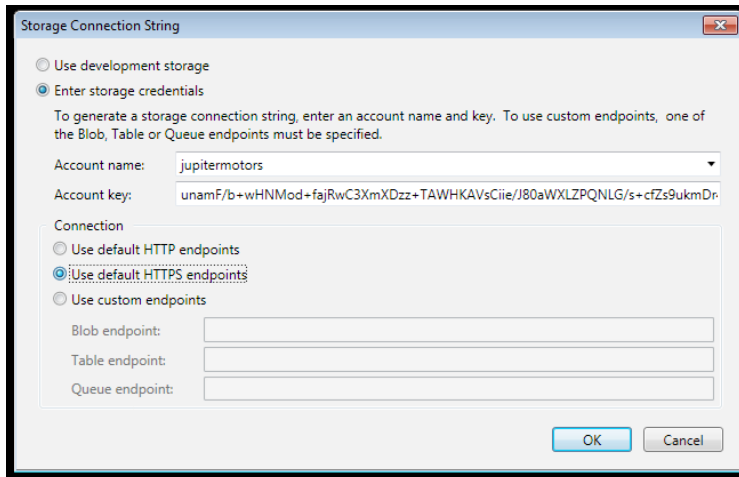 Storage Connection String
Use development storage
Enter storage credentials
To generate a storage connection string, enter an account name and key. To use custom endpoints, one of
the Blob, Table or Queue endpoints must be specified.
Account name: jupitermotors
Account key: unamF/b+wHNMod+fajRwC3XmXDzz+TAWHKAVsCiie/J80aWXLZPQNLG/s+cfZs9ukmDr
Connection
Use default HTTP endpoints
Use default HTTPS endpoints
Use custom endpoints
Blob endpoint:
Table endpoint:
Queue endpoint:
OK Cancel